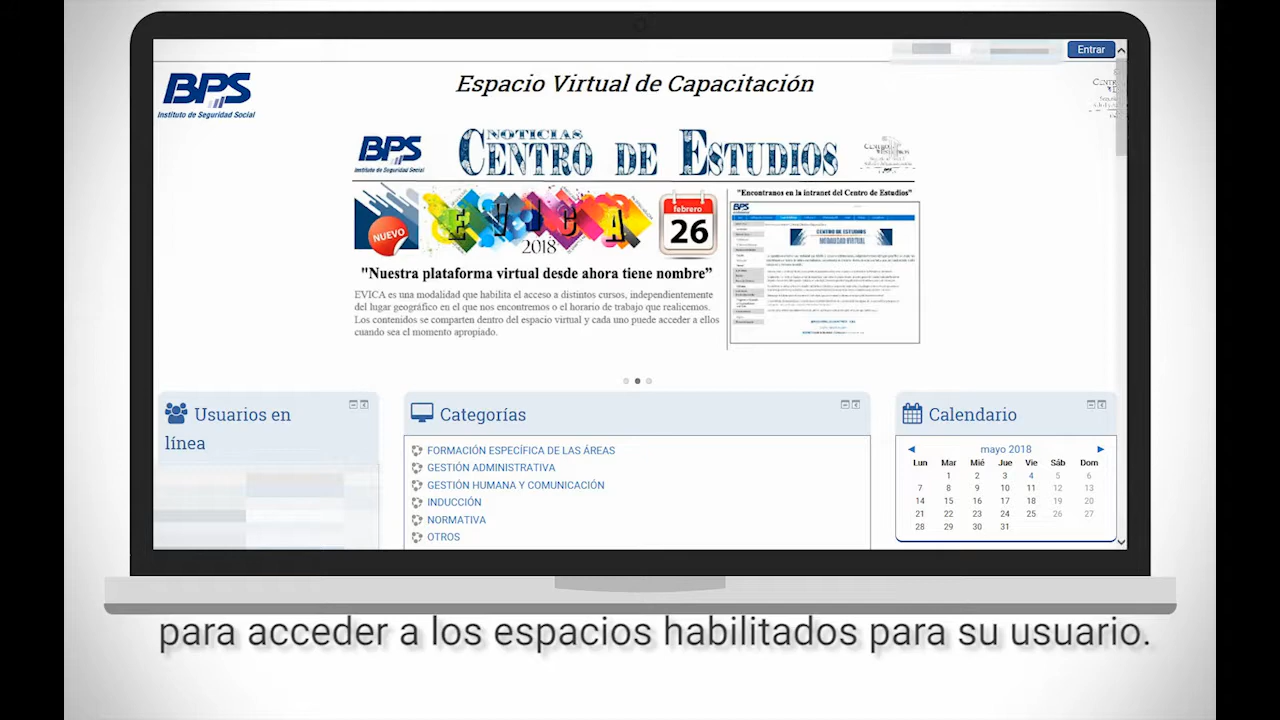 Entrar
BPS
Instituto de Seguridad Social
Espacio Virtual de Capacitación
BPS
Instituto de Seguridad Social
NOTICIAS
CENTRO DE ESTUDIOS
NUEVO
EVICA
2018
febrero
26
"Encontranos en la intranet del Centro de Estudios"
BPS
CENTRO DE ESTUDIOS
MODALIDAD VIRTUAL
"Nuestra plataforma virtual desde ahora tiene nombre"
EVICA es una modalidad que habilita el acceso a distintos cursos, independientemente
del lugar geográfico en el que nos encontremos o el horario de trabajo que realicemos.
Los contenidos se comparten dentro del espacio virtual y cada uno puede acceder a ellos
cuando sea el momento apropiado.
Usuarios en
línea
Categorías
FORMACIÓN ESPECÍFICA DE LAS ÁREAS
GESTIÓN ADMINISTRATIVA
GESTIÓN HUMANA Y COMUNICACIÓN
INDUCCIÓN
NORMATIVA
OTROS
Calendario
mayo 2018
Lun Mar Mié Jue Vie Sáb Dom
1 2 3 4 5 6
7 8 9 10 11 12 13
14 15 16 17 18 19 20
21 22 23 24 25 26 27
28 29 30 31
para acceder a los espacios habilitados para su usuario.